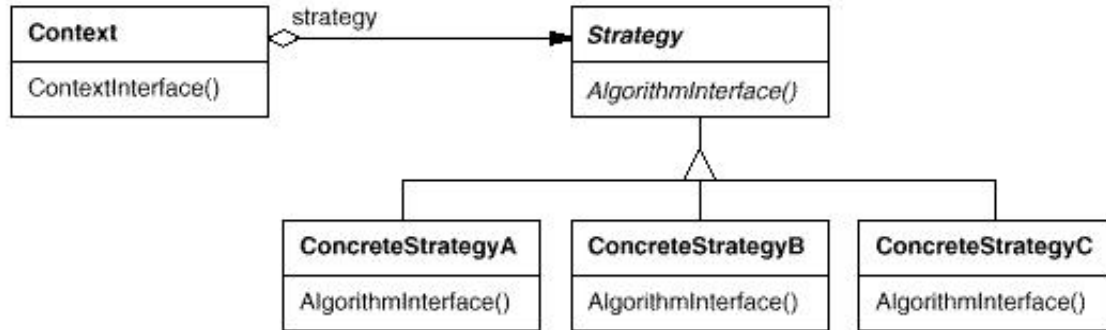 Context
ContextInterface()
strategy
Strategy
AlgorithmInterface()
ConcreteStrategyA
AlgorithmInterface()
ConcreteStrategyB
AlgorithmInterface()
ConcreteStrategyC
AlgorithmInterface()